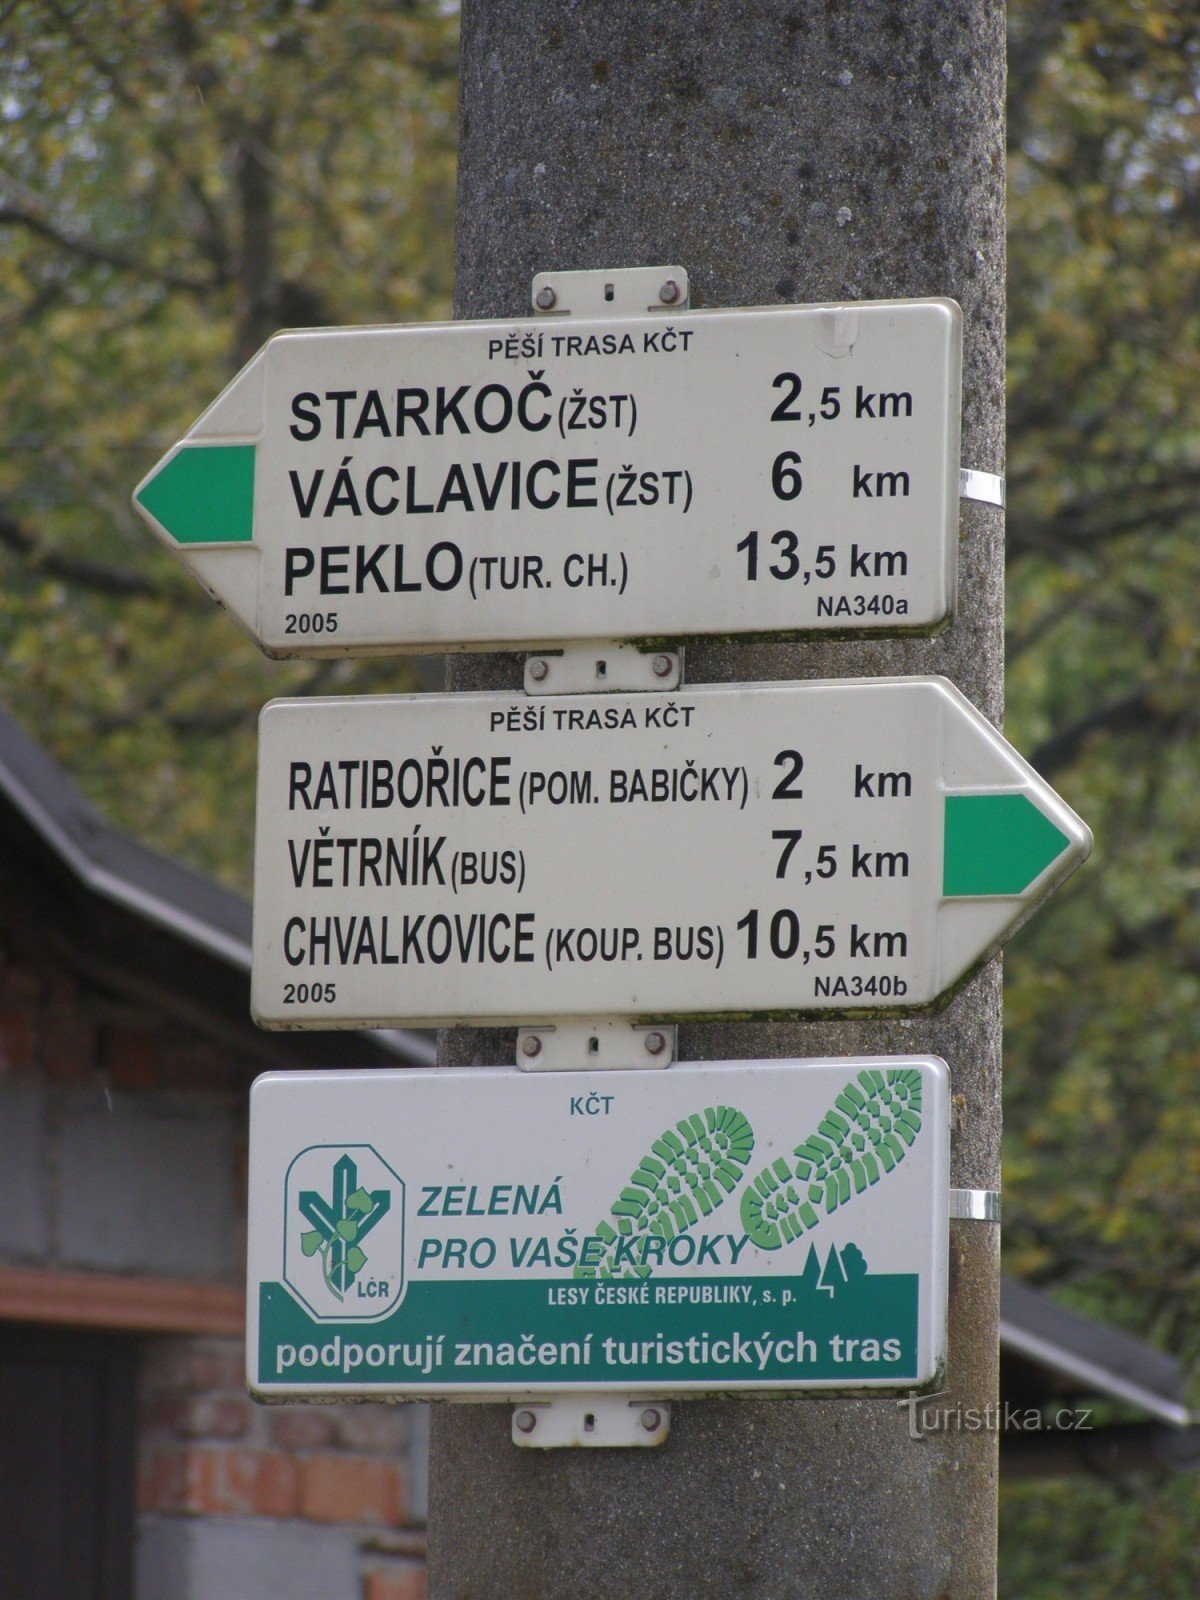 PĚŠÍ TRASA KČT
STARKOČ (ŽST) 2,5 km
VÁCLAVICE (ŽST) 6 km
PEKLO (TUR. CH.) 13,5 km
2005 NA340a
PĚŠÍ TRASA KČT
RATIBOŘICE (POM. BABIČKY) 2 km
VĚTRNÍK (BUS) 7,5 km
CHVALKOVICE (KOUP. BUS) 10,5 km
2005 NA340b
KČT
ZELENÁ
PRO VAŠE KROKY
LČR
LESY ČESKÉ REPUBLIKY, s. p.
podporují značení turistických tras
Turistika.cz